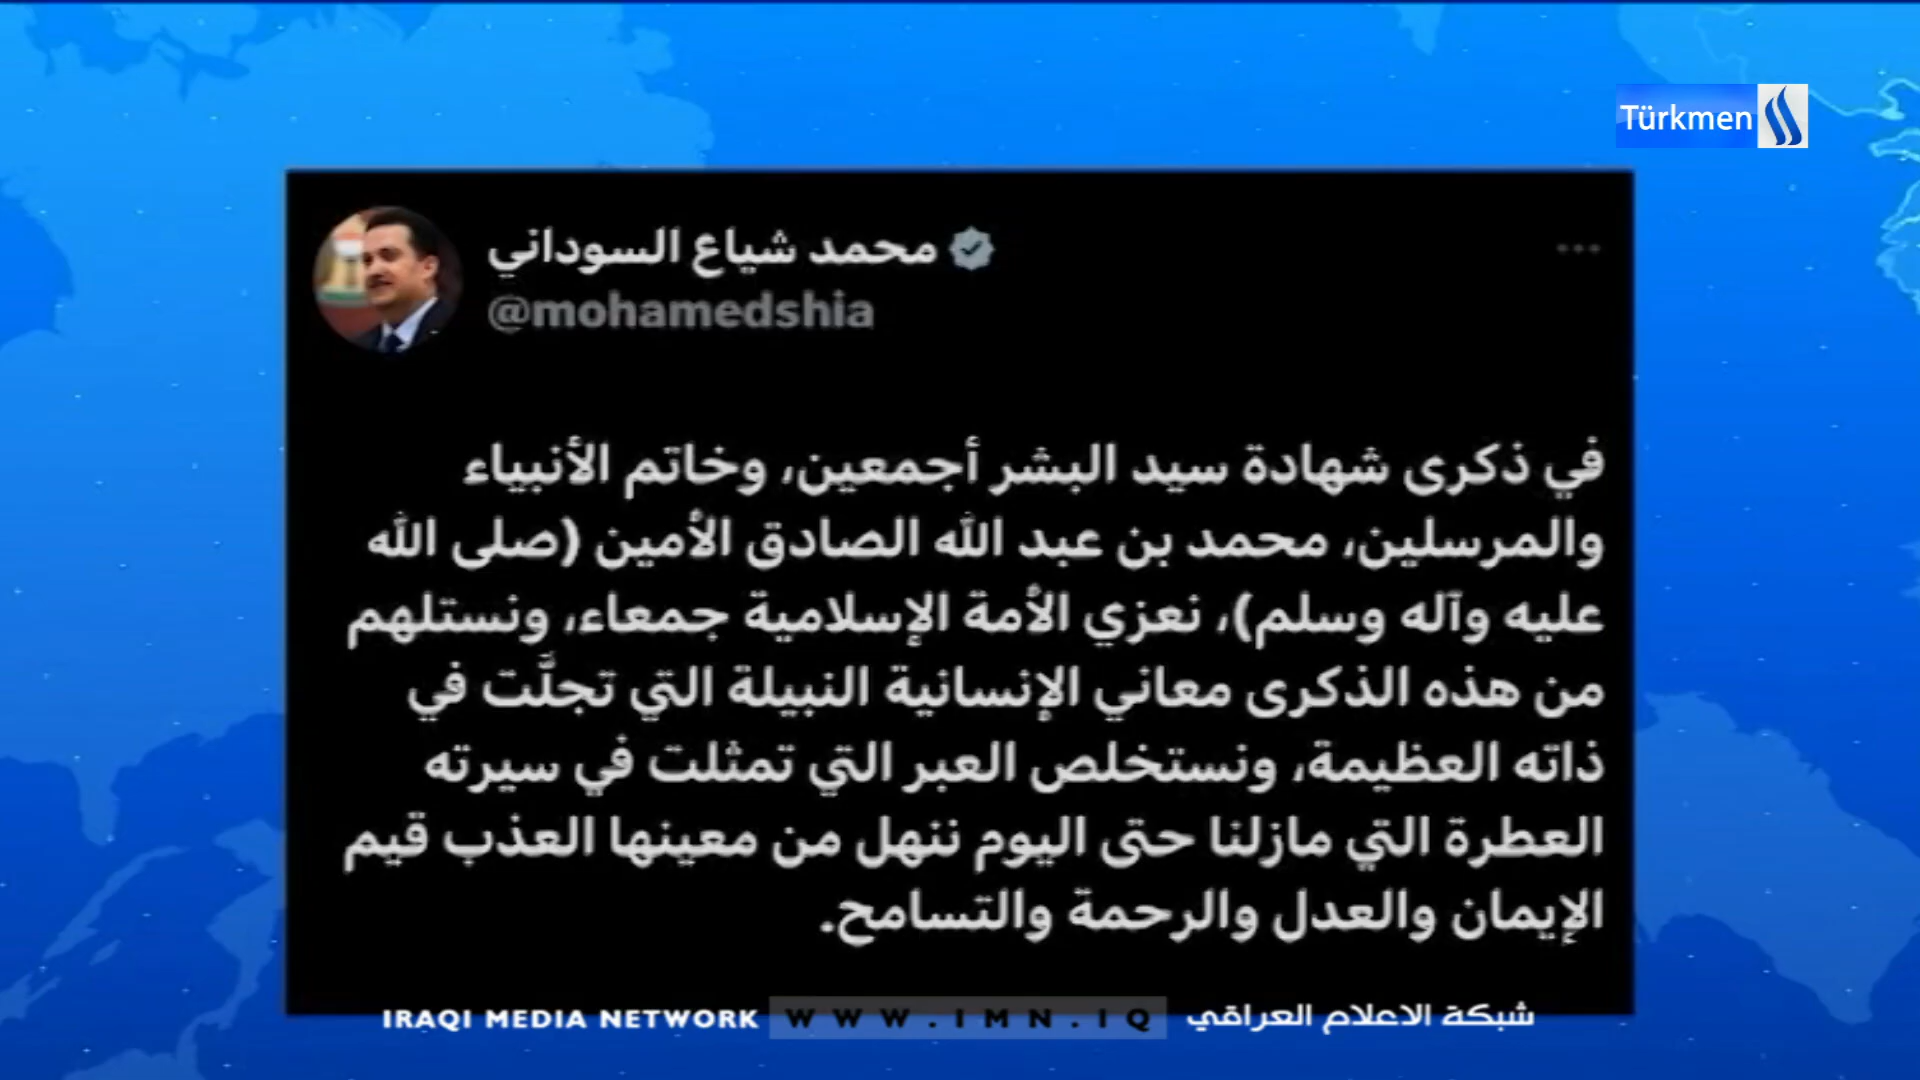 Türkmen
محمد شياع السوداني
@mohamedshia
في ذكرى شهادة سيد البشر أجمعين، وخاتم الأنبياء
والمرسلين، محمد بن عبد الله الصادق الأمين (صلى الله
عليه وآله وسلم)، نعزي الأمة الإسلامية جمعاء، ونستلهم
من هذه الذكرى معاني الإنسانية النبيلة التي تجلَّت في
ذاته العظيمة، ونستخلص العبر التي تمثلت في سيرته
العطرة التي مازلنا حتى اليوم ننهل من معينها العذب قيم
الإيمان والعدل والرحمة والتسامح.
IRAQI MEDIA NETWORK WWW.IMN.IQ شبكة الاعلام العراقي